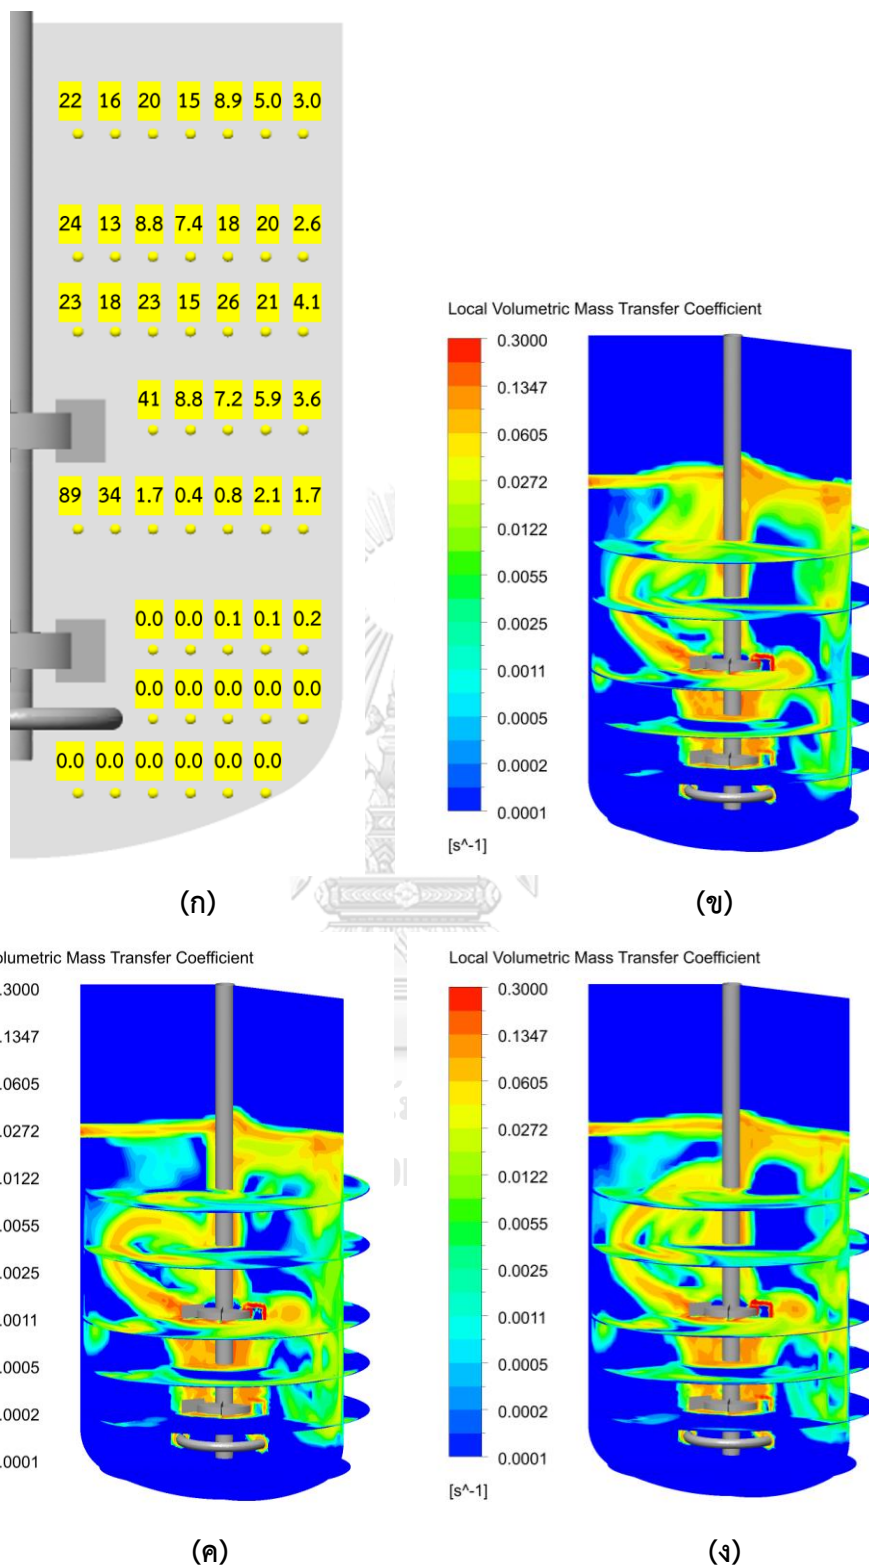 22 16 20 15 8.9 5.0 3.0
24 13 8.8 7.4 18 20 2.6
23 18 23 15 26 21 4.1
41 8.8 7.2 5.9 3.6
89 34 1.7 0.4 0.8 2.1 1.7
0.0 0.0 0.1 0.1 0.2
0.0 0.0 0.0 0.0 0.0
0.0 0.0 0.0 0.0 0.0 0.0
(ก)
Local Volumetric Mass Transfer Coefficient
0.3000
0.1347
0.0605
0.0272
0.0122
0.0055
0.0025
0.0011
0.0005
0.0002
0.0001
[s^-1]
(ข)
olumetric Mass Transfer Coefficient
.3000
.1347
.0605
.0272
.0122
.0055
.0025
.0011
.0005
.0002
.0001
(ค)
Local Volumetric Mass Transfer Coefficient
0.3000
0.1347
0.0605
0.0272
0.0122
0.0055
0.0025
0.0011
0.0005
0.0002
0.0001
[s^-1]
(ง)